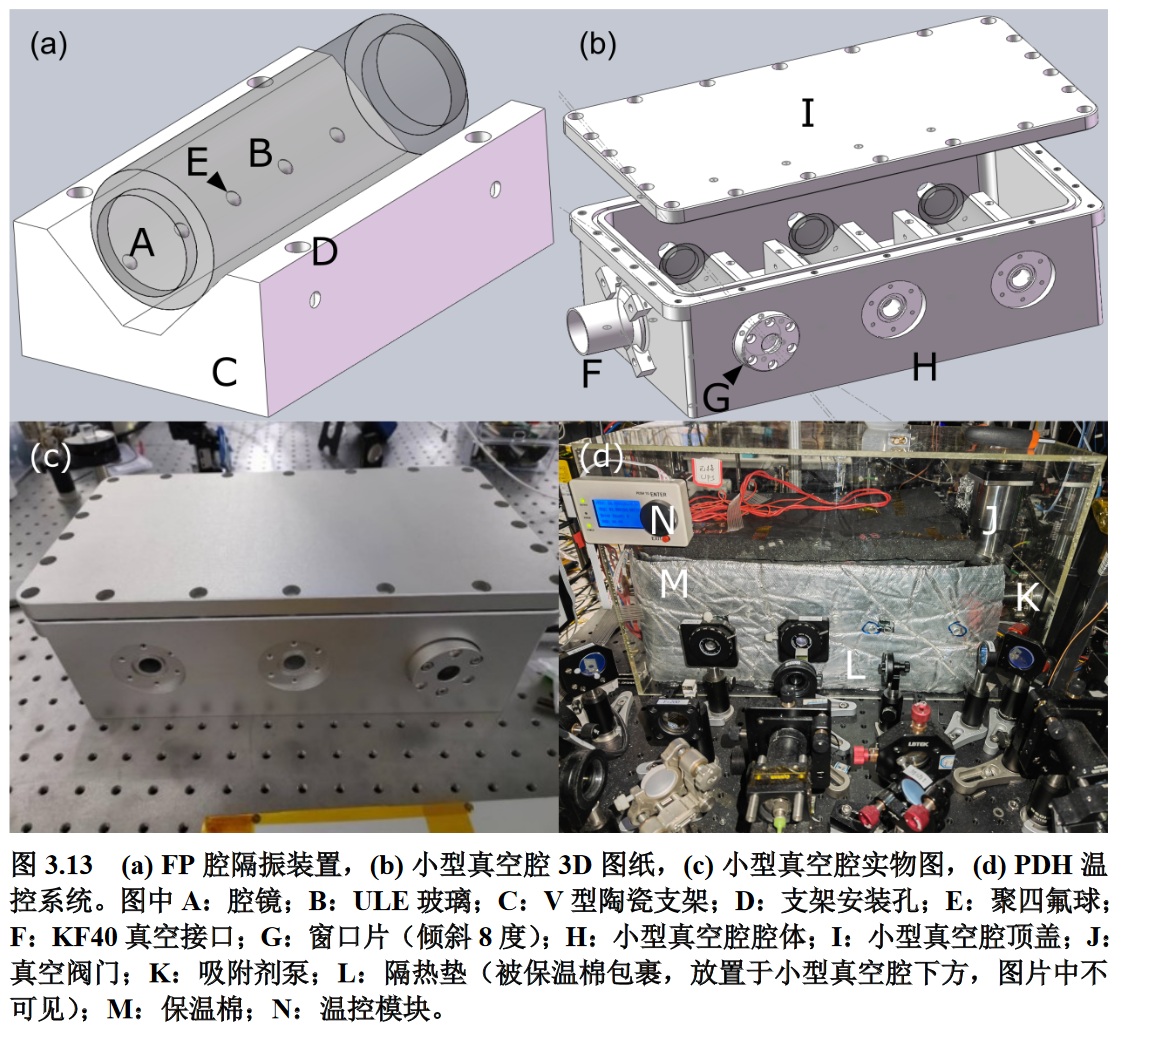 (a)
E
B
A
D
C
(b)
I
F
G
H
(c)
(d)
ENTER
N
J
M
K
L
图 3.13 (a) FP 腔隔振装置，(b) 小型真空腔 3D 图纸，(c) 小型真空腔实物图，(d) PDH 温
控系统。图中 A：腔镜；B：ULE 玻璃；C：V 型陶瓷支架；D：支架安装孔；E：聚四氟球；
F：KF40 真空接口；G：窗口片（倾斜 8 度）；H：小型真空腔腔体；I：小型真空腔顶盖；J：
真空阀门；K：吸附剂泵；L：隔热垫（被保温棉包裹，放置于小型真空腔下方，图片中不
可见）；M：保温棉；N：温控模块。